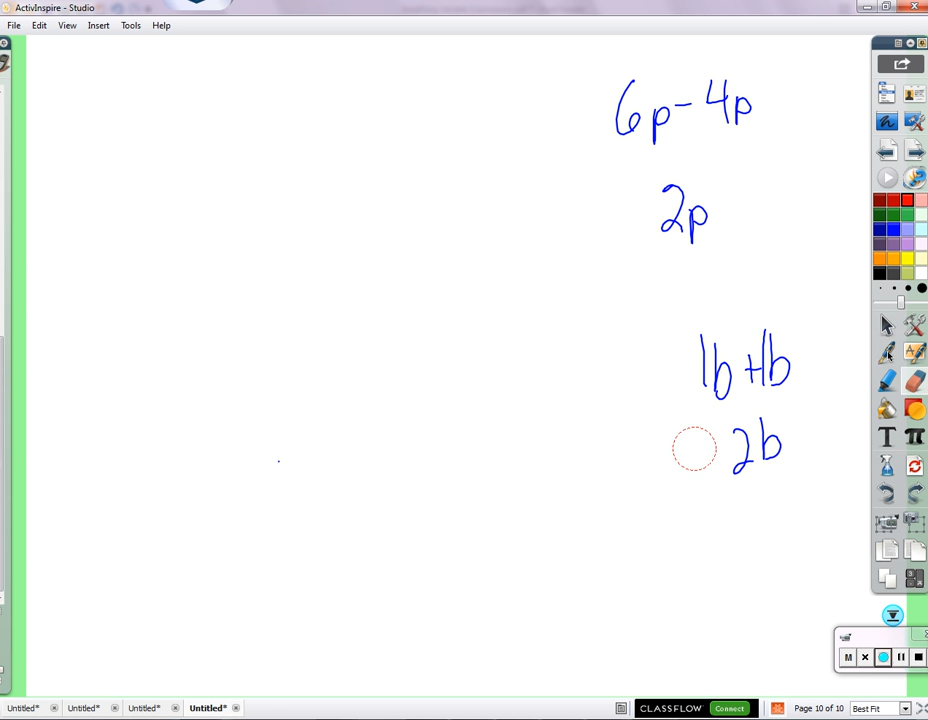 ActivInspire - Studio
File Edit View Insert Tools Help
6p - 4p
2p
1b + 1b
2b
Untitled* Untitled* Untitled* Untitled* CLASSFLOW Connect Page 10 of 10 Best Fit